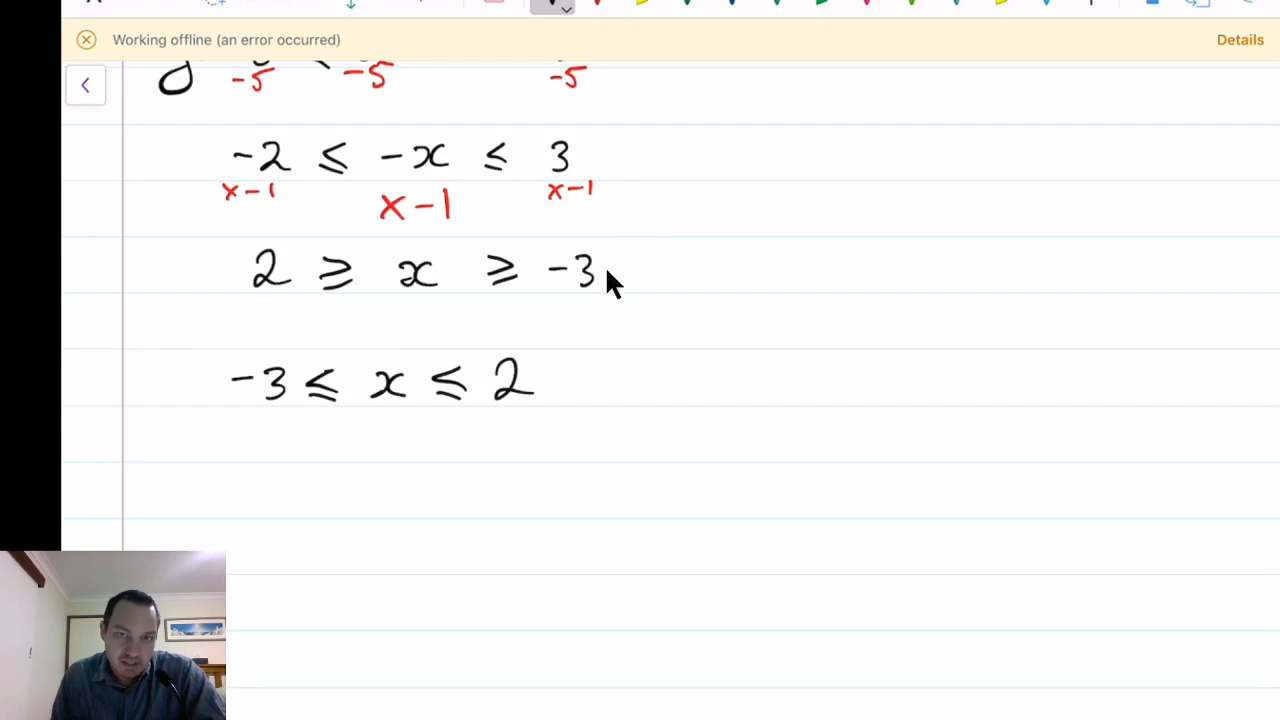 Working offline (an error occurred) Details
-5 -5 -5
-2 ≤ -x ≤ 3
x-1 x-1 x-1
2 ≥ x ≥ -3
-3 ≤ x ≤ 2